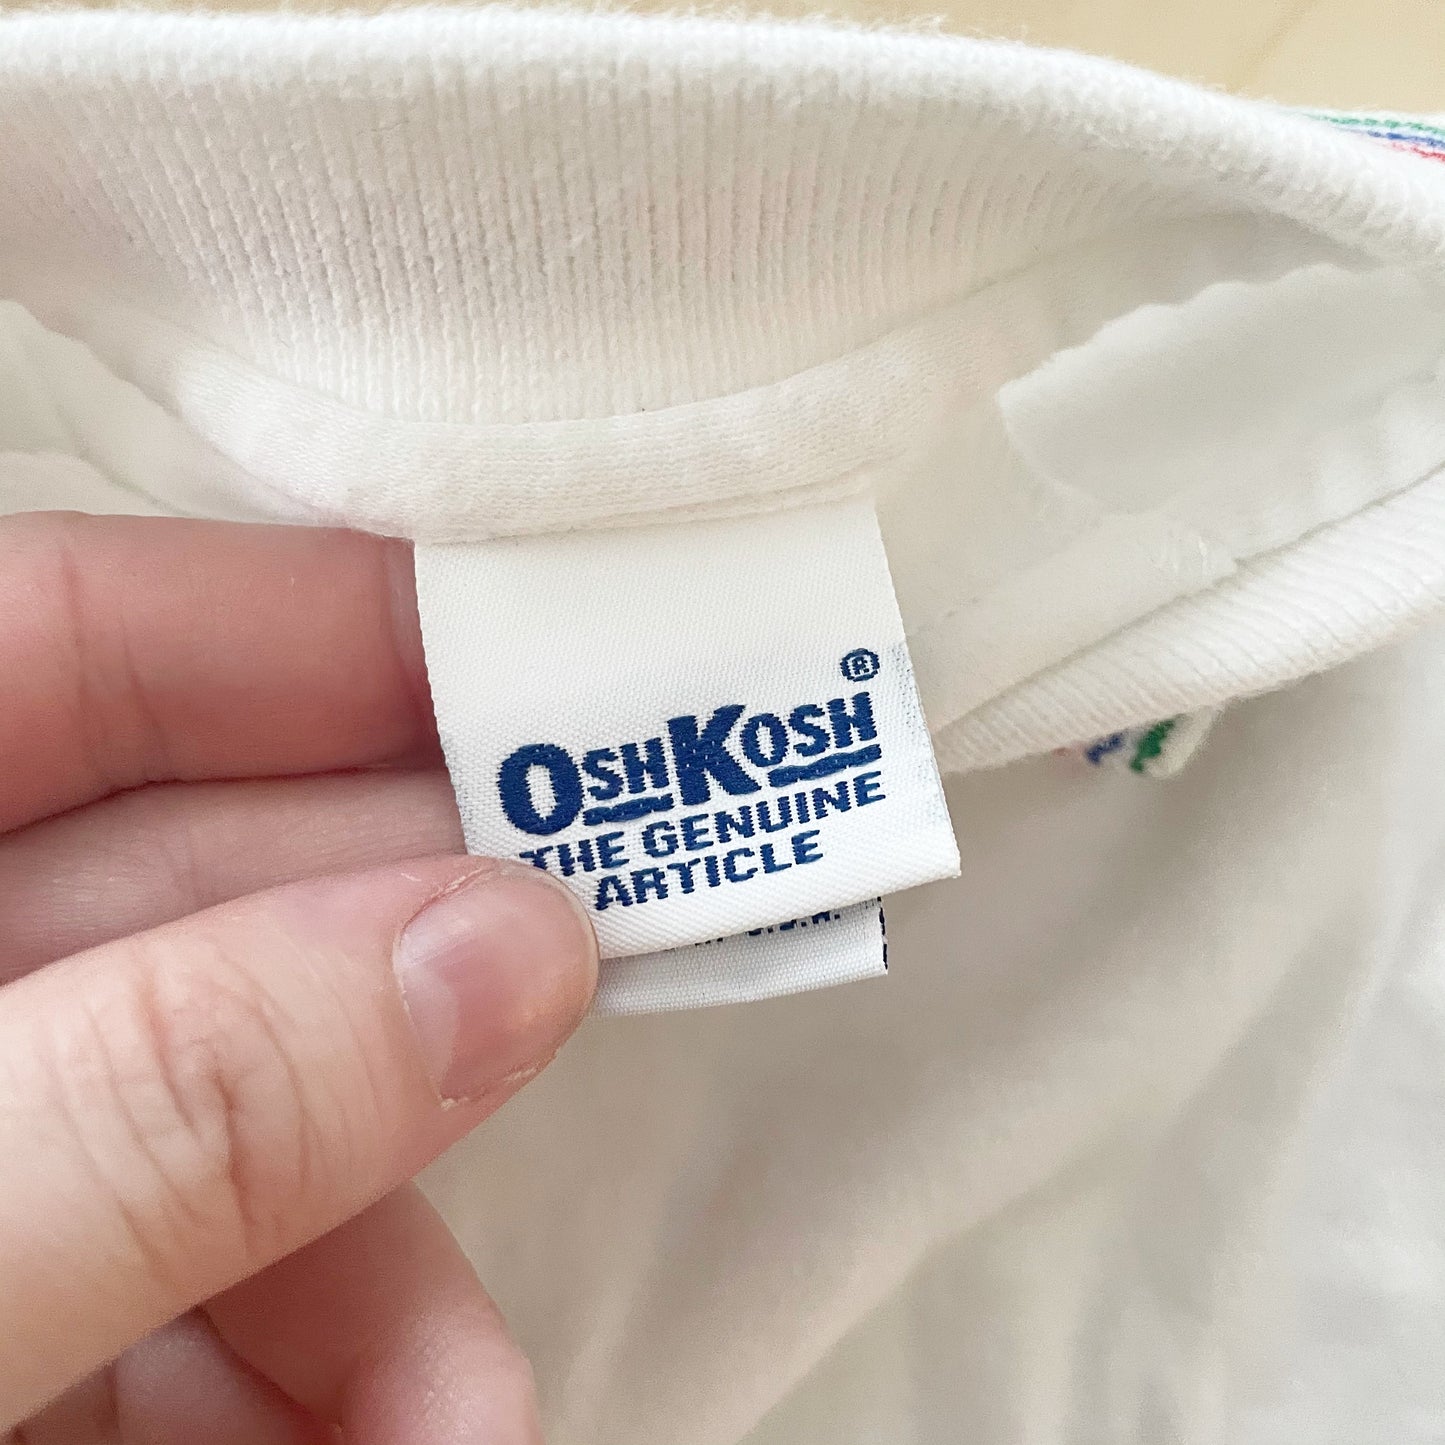 ®
OSHKOSH
THE GENUINE
ARTICLE
U.S.A.